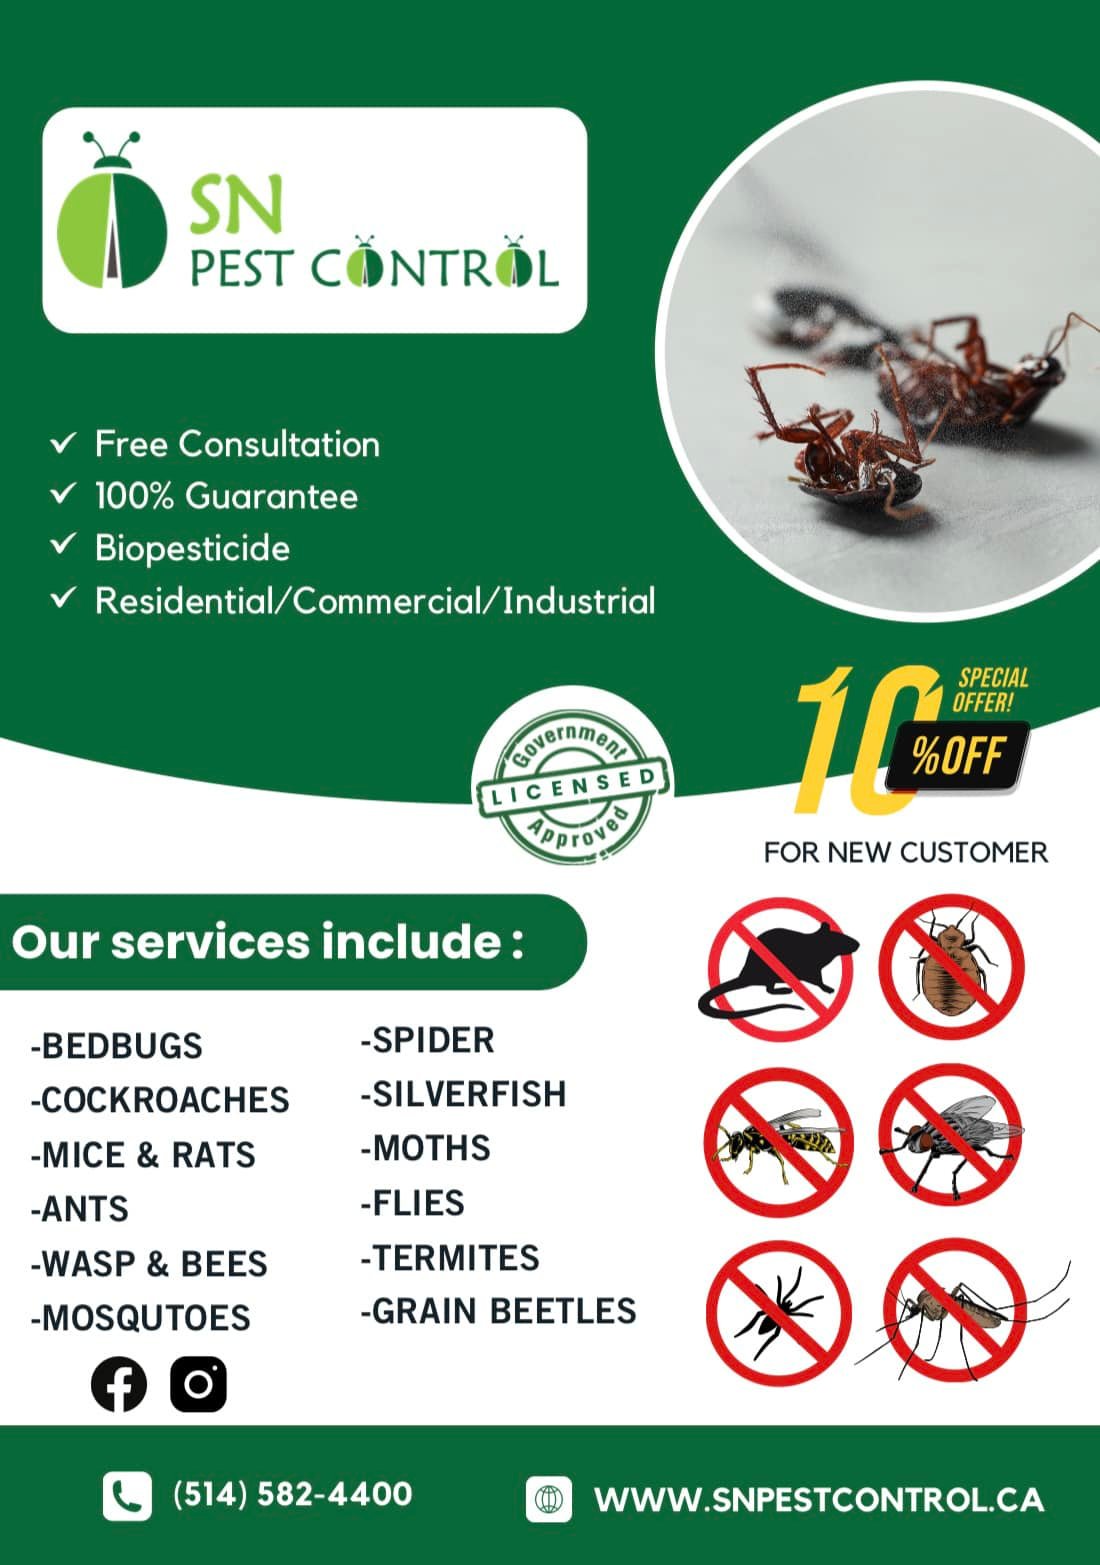 SN
PEST CONTROL
Free Consultation
100% Guarantee
Biopesticide
Residential/Commercial/Industrial
Government
LICENSED
Approved
10
SPECIAL
OFFER!
%OFF
FOR NEW CUSTOMER
Our services include :
-BEDBUGS
-COCKROACHES
-MICE & RATS
-ANTS
-WASP & BEES
-MOSQUTOES
-SPIDER
-SILVERFISH
-MOTHS
-FLIES
-TERMITES
-GRAIN BEETLES
(514) 582-4400
WWW.SNPESTCONTROL.CA